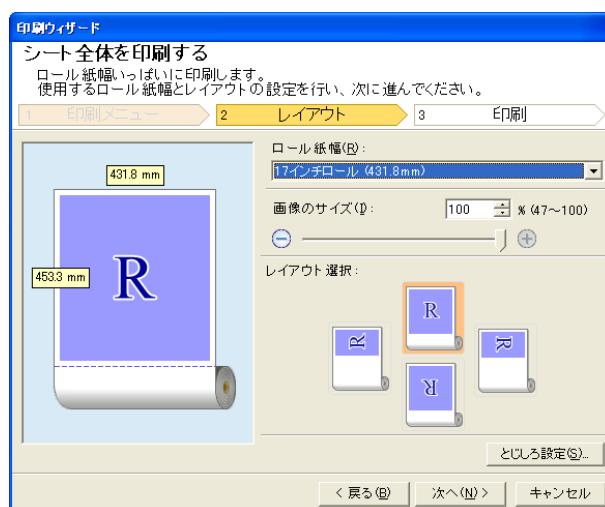 印刷ウィザード
シート全体を印刷する
ロール紙幅いっぱいに印刷します。
使用するロール紙幅とレイアウトの設定を行い、次に進んでください。
1 印刷メニュー 2 レイアウト 3 印刷
ロール紙幅(R):
17インチロール (431.8mm)
画像のサイズ(I): 100 % (47～100)
レイアウト選択:
431.8 mm
453.3 mm
R
R
R
R
R
とじしろ設定(S)...
< 戻る(B) 次へ(N) > キャンセル